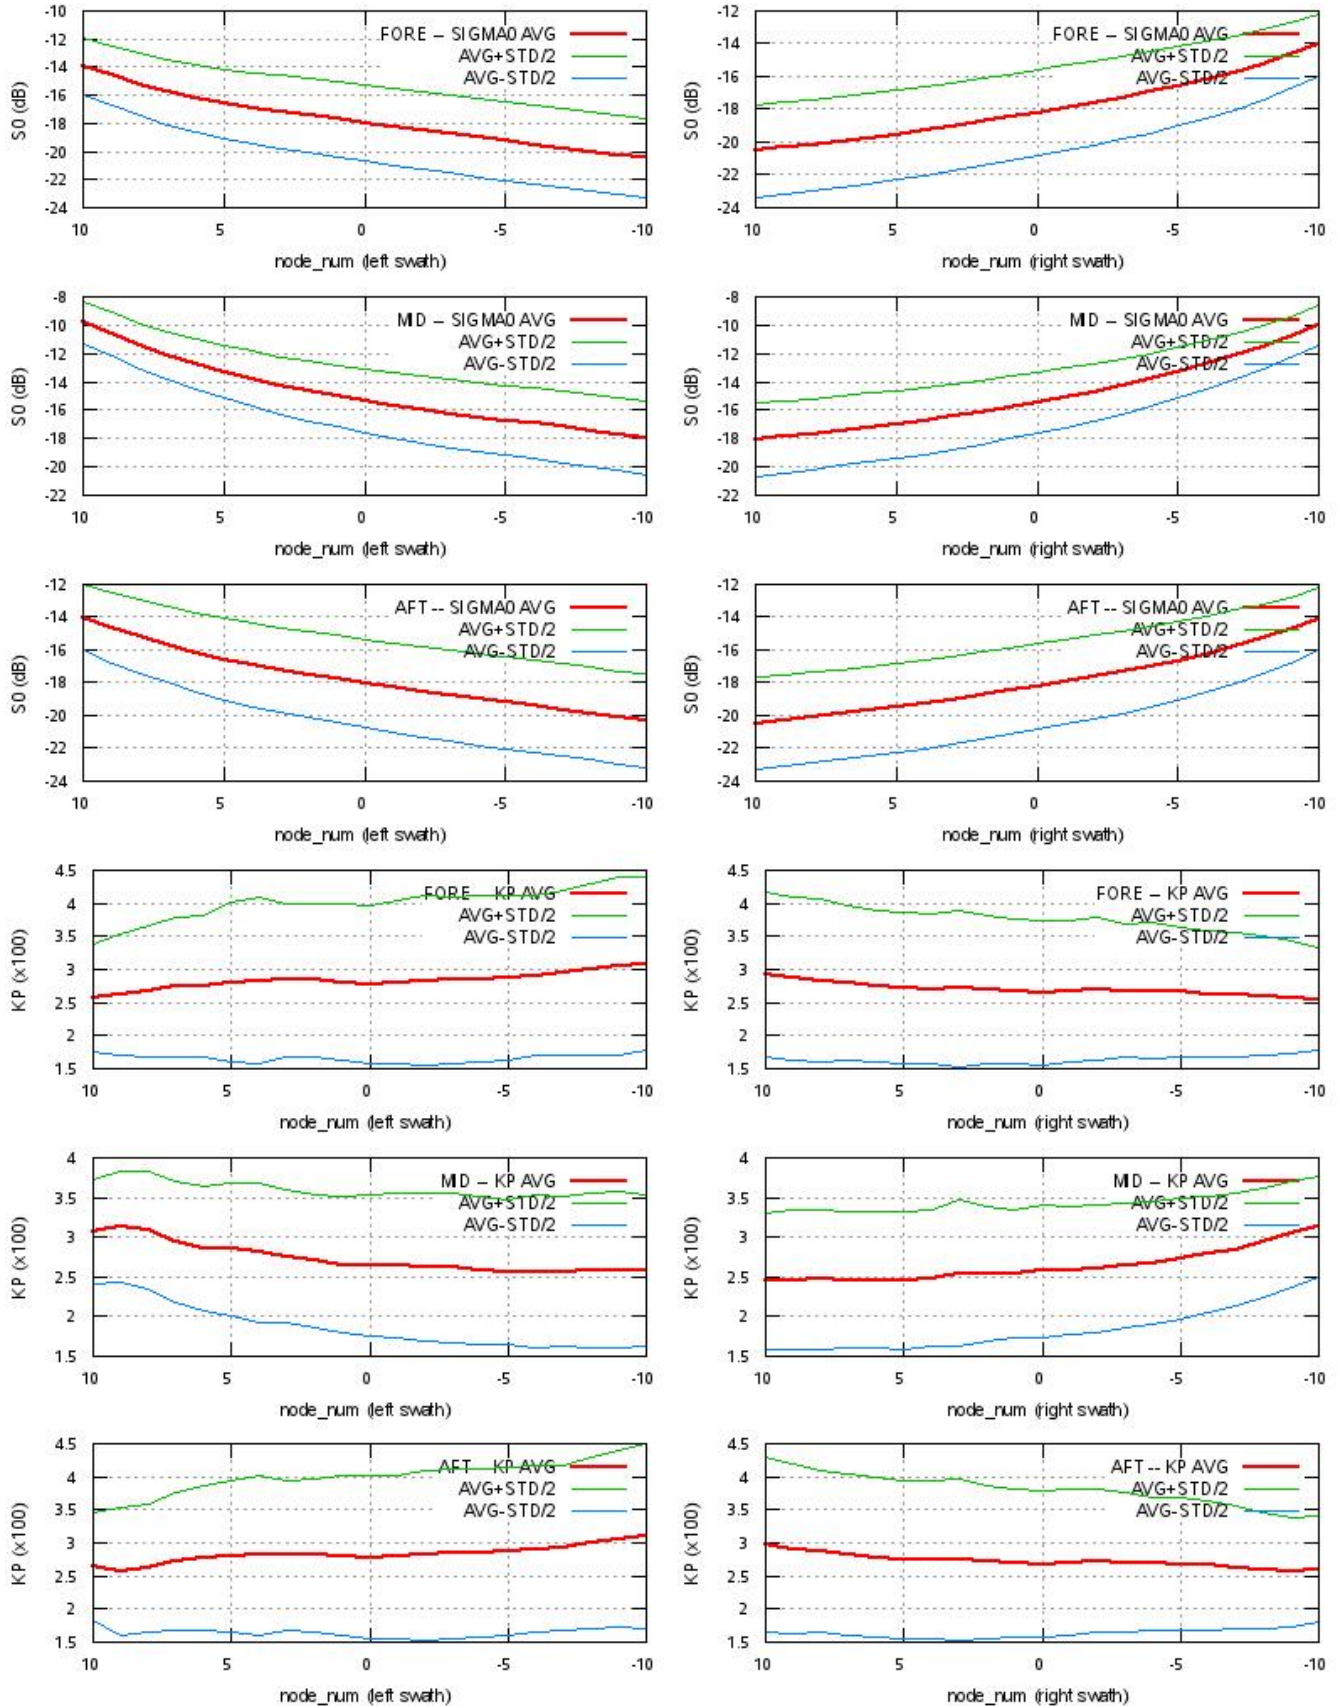 -10
-12
-14
-16
-18
-20
-22
-24
S0 (dB)
FORE -- SIGMA0 AVG
AVG+STD/2
AVG-STD/2
10 5 0 -5 -10
node_num (left swath)
-12
-14
-16
-18
-20
-22
-24
S0 (dB)
FORE -- SIGMA0 AVG
AVG+STD/2
AVG-STD/2
10 5 0 -5 -10
node_num (right swath)
-8
-10
-12
-14
-16
-18
-20
-22
S0 (dB)
MID -- SIGMA0 AVG
AVG+STD/2
AVG-STD/2
10 5 0 -5 -10
node_num (left swath)
-8
-10
-12
-14
-16
-18
-20
-22
S0 (dB)
MID -- SIGMA0 AVG
AVG+STD/2
AVG-STD/2
10 5 0 -5 -10
node_num (right swath)
-12
-14
-16
-18
-20
-22
-24
S0 (dB)
AFT -- SIGMA0 AVG
AVG+STD/2
AVG-STD/2
10 5 0 -5 -10
node_num (left swath)
-12
-14
-16
-18
-20
-22
-24
S0 (dB)
AFT -- SIGMA0 AVG
AVG+STD/2
AVG-STD/2
10 5 0 -5 -10
node_num (right swath)
4.5
4
3.5
3
2.5
2
1.5
KP (x100)
FORE -- KP AVG
AVG+STD/2
AVG-STD/2
10 5 0 -5 -10
node_num (left swath)
4.5
4
3.5
3
2.5
2
1.5
KP (x100)
FORE -- KP AVG
AVG+STD/2
AVG-STD/2
10 5 0 -5 -10
node_num (right swath)
4
3.5
3
2.5
2
1.5
KP (x100)
MID -- KP AVG
AVG+STD/2
AVG-STD/2
10 5 0 -5 -10
node_num (left swath)
4
3.5
3
2.5
2
1.5
KP (x100)
MID -- KP AVG
AVG+STD/2
AVG-STD/2
10 5 0 -5 -10
node_num (right swath)
4.5
4
3.5
3
2.5
2
1.5
KP (x100)
AFT -- KP AVG
AVG+STD/2
AVG-STD/2
10 5 0 -5 -10
node_num (left swath)
4.5
4
3.5
3
2.5
2
1.5
KP (x100)
AFT -- KP AVG
AVG+STD/2
AVG-STD/2
10 5 0 -5 -10
node_num (right swath)